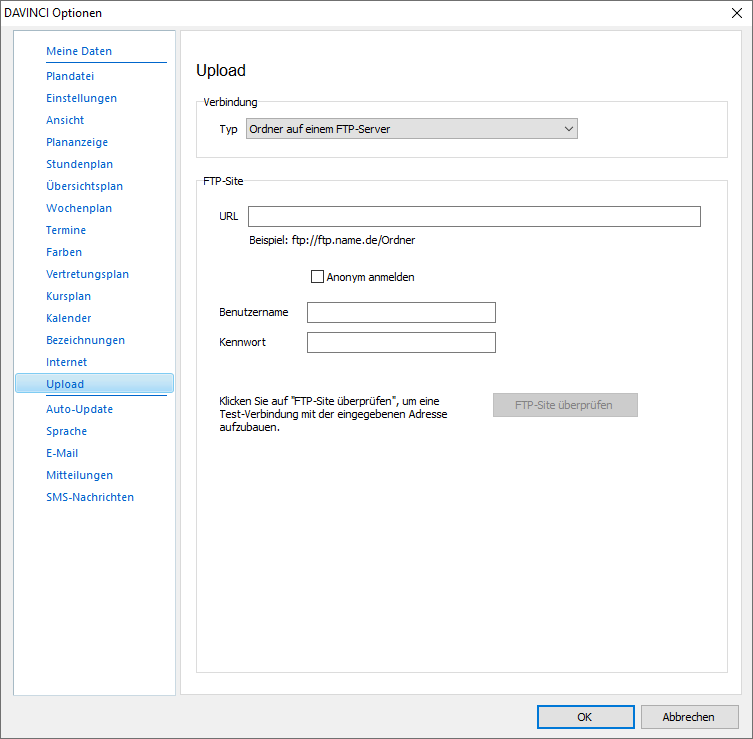 DAVINCI Optionen
Meine Daten
Plandatei
Einstellungen
Ansicht
Plananzeige
Stundenplan
Übersichtsplan
Wochenplan
Termine
Farben
Vertretungsplan
Kursplan
Kalender
Bezeichnungen
Internet
Upload
Auto-Update
Sprache
E-Mail
Mitteilungen
SMS-Nachrichten
Upload
Verbindung
Typ Ordner auf einem FTP-Server
FTP-Site
URL
Beispiel: ftp://ftp.name.de/Ordner
Anonym anmelden
Benutzername
Kennwort
Klicken Sie auf "FTP-Site überprüfen", um eine
Test-Verbindung mit der eingegebenen Adresse
aufzubauen.
FTP-Site überprüfen
OK Abbrechen